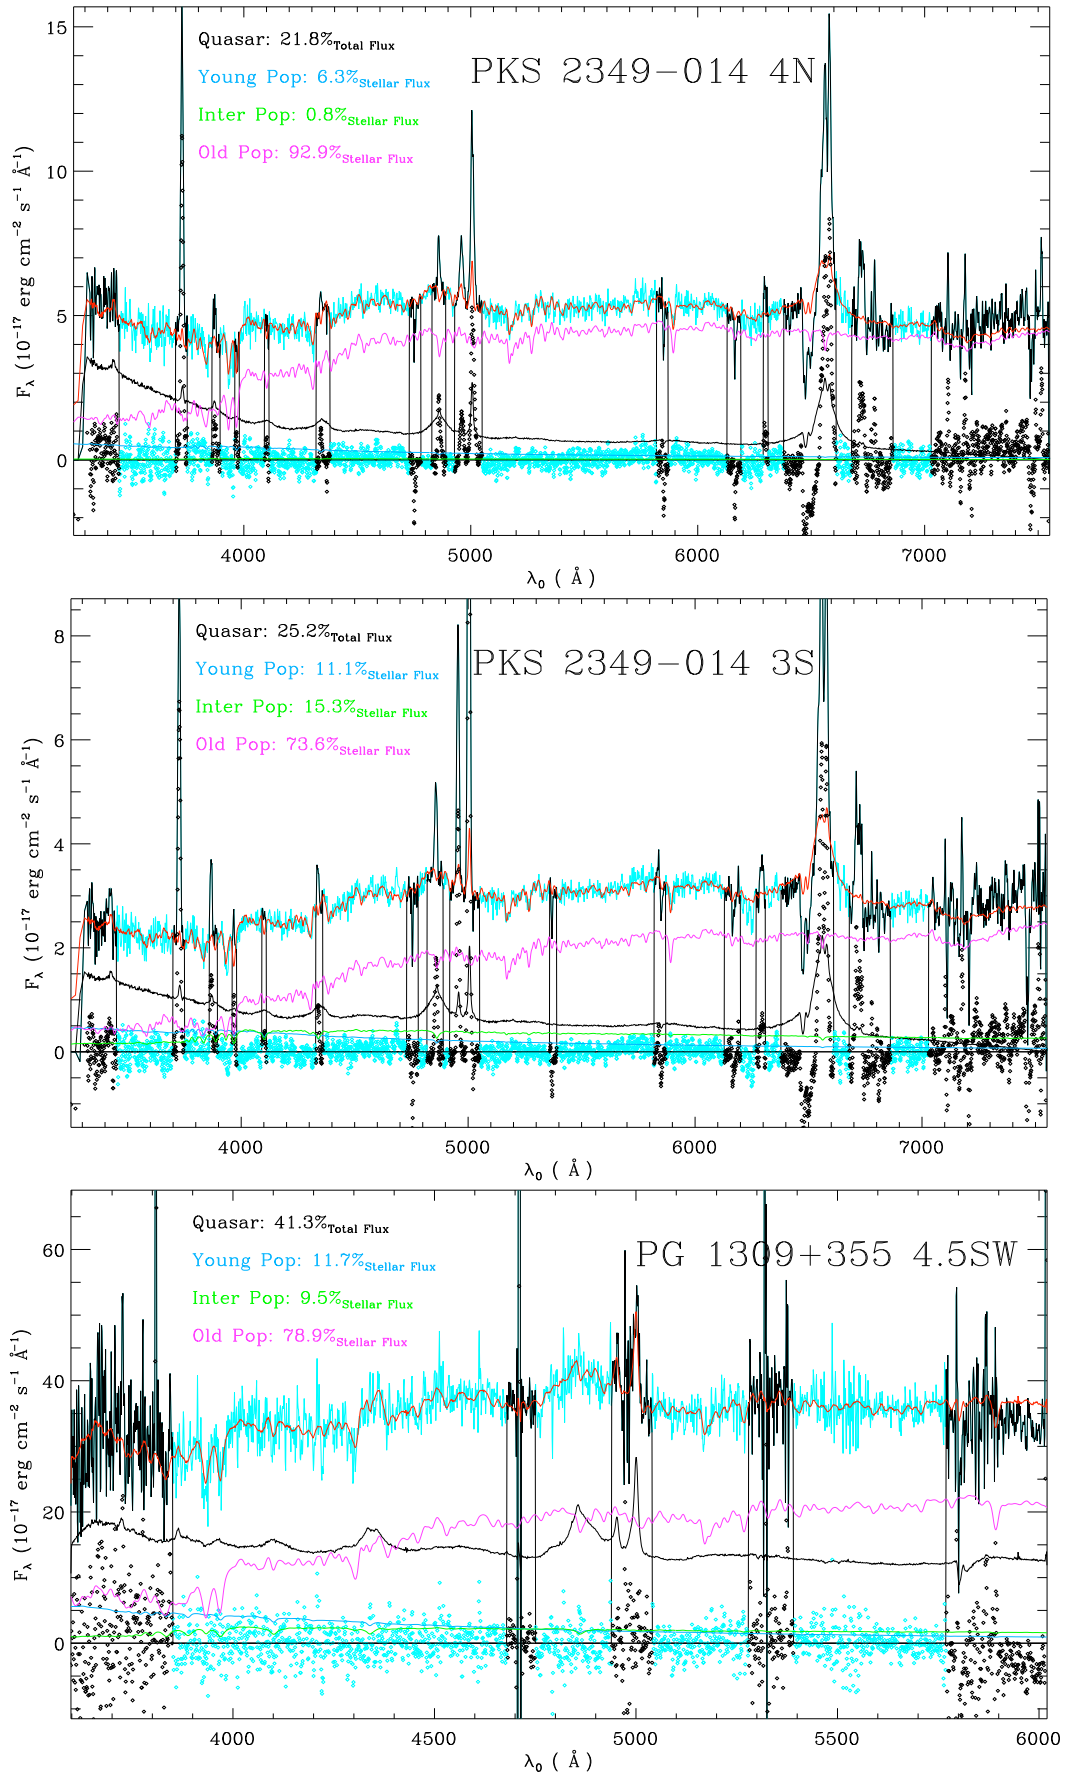 PKS 2349−014 4N
Quasar: 21.8%Total Flux
Young Pop: 6.3%Stellar Flux
Inter Pop: 0.8%Stellar Flux
Old Pop: 92.9%Stellar Flux
15
10
5
0
Fλ (10⁻¹⁷ erg cm⁻² s⁻¹ Å⁻¹)
4000 5000 6000 7000
λ₀ ( Å )
PKS 2349−014 3S
Quasar: 25.2%Total Flux
Young Pop: 11.1%Stellar Flux
Inter Pop: 15.3%Stellar Flux
Old Pop: 73.6%Stellar Flux
8
6
4
2
0
Fλ (10⁻¹⁷ erg cm⁻² s⁻¹ Å⁻¹)
4000 5000 6000 7000
λ₀ ( Å )
PG 1309+355 4.5SW
Quasar: 41.3%Total Flux
Young Pop: 11.7%Stellar Flux
Inter Pop: 9.5%Stellar Flux
Old Pop: 78.9%Stellar Flux
60
40
20
0
Fλ (10⁻¹⁷ erg cm⁻² s⁻¹ Å⁻¹)
4000 4500 5000 5500 6000
λ₀ ( Å )